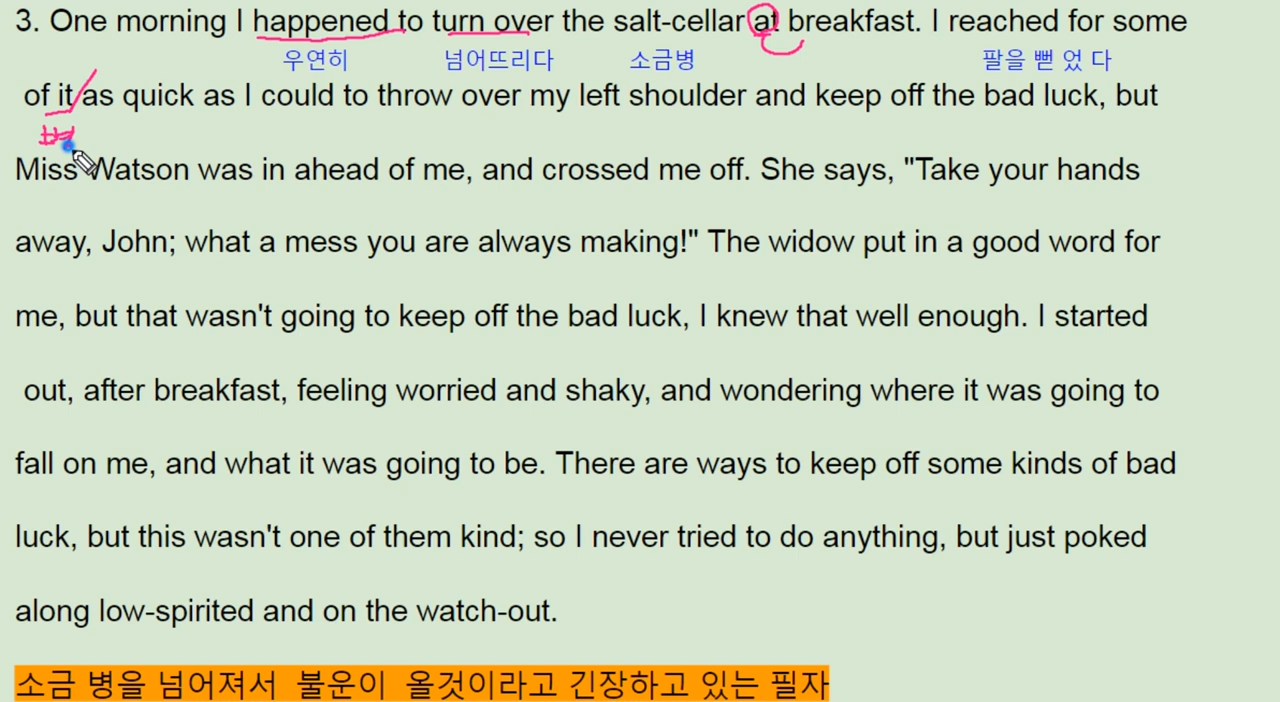 3. One morning I happened to turn over the salt-cellar at breakfast. I reached for some
우연히 넘어뜨리다 소금병 팔을 뻗 었 다
of it as quick as I could to throw over my left shoulder and keep off the bad luck, but
Miss Watson was in ahead of me, and crossed me off. She says, "Take your hands
away, John; what a mess you are always making!" The widow put in a good word for
me, but that wasn't going to keep off the bad luck, I knew that well enough. I started
out, after breakfast, feeling worried and shaky, and wondering where it was going to
fall on me, and what it was going to be. There are ways to keep off some kinds of bad
luck, but this wasn't one of them kind; so I never tried to do anything, but just poked
along low-spirited and on the watch-out.
소금 병을 넘어져서 불운이 올것이라고 긴장하고 있는 필자